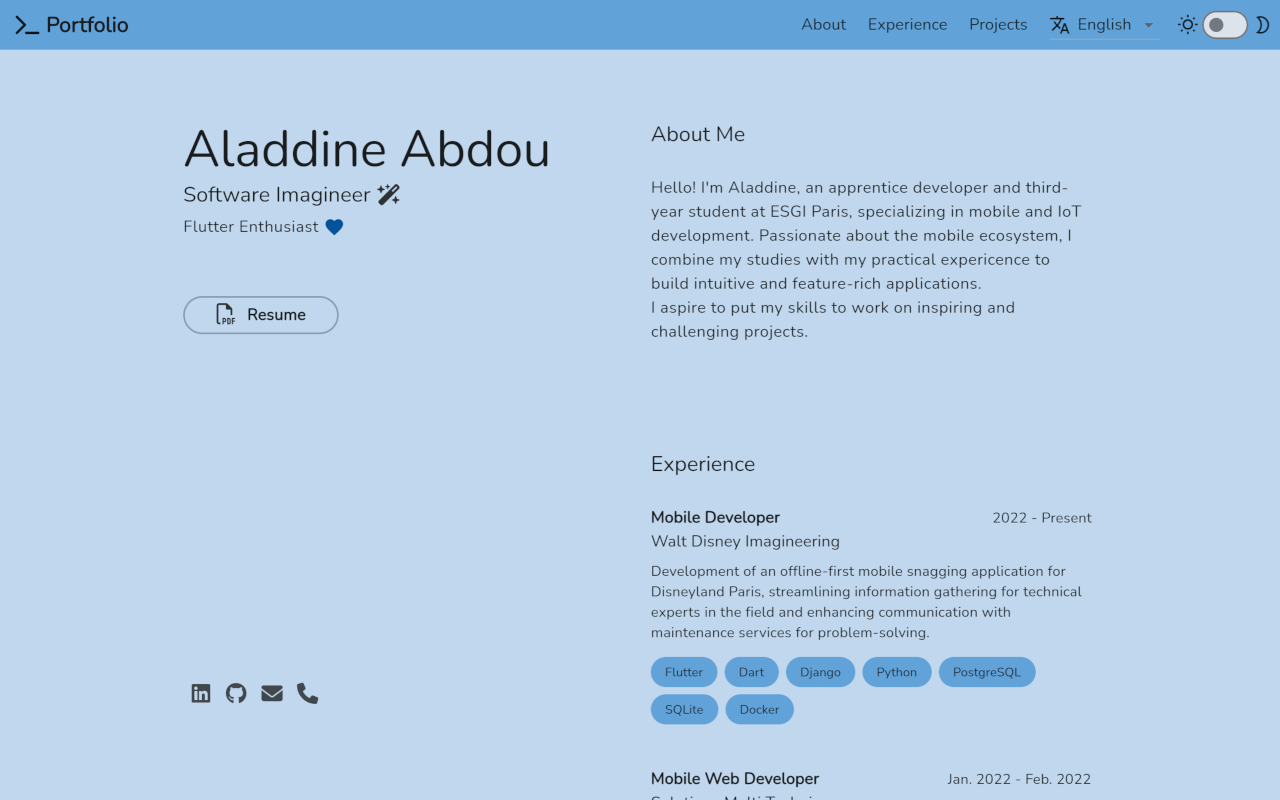 Portfolio
About
Experience
Projects
English
Aladdine Abdou
Software Imagineer
Flutter Enthusiast
PDF
Resume
About Me
Hello! I'm Aladdine, an apprentice developer and third-
year student at ESGI Paris, specializing in mobile and IoT
development. Passionate about the mobile ecosystem, I
combine my studies with my practical expericence to
build intuitive and feature-rich applications.
I aspire to put my skills to work on inspiring and
challenging projects.
Experience
Mobile Developer
2022 - Present
Walt Disney Imagineering
Development of an offline-first mobile snagging application for
Disneyland Paris, streamlining information gathering for technical
experts in the field and enhancing communication with
maintenance services for problem-solving.
Flutter
Dart
Django
Python
PostgreSQL
SQLite
Docker
Mobile Web Developer
Jan. 2022 - Feb. 2022